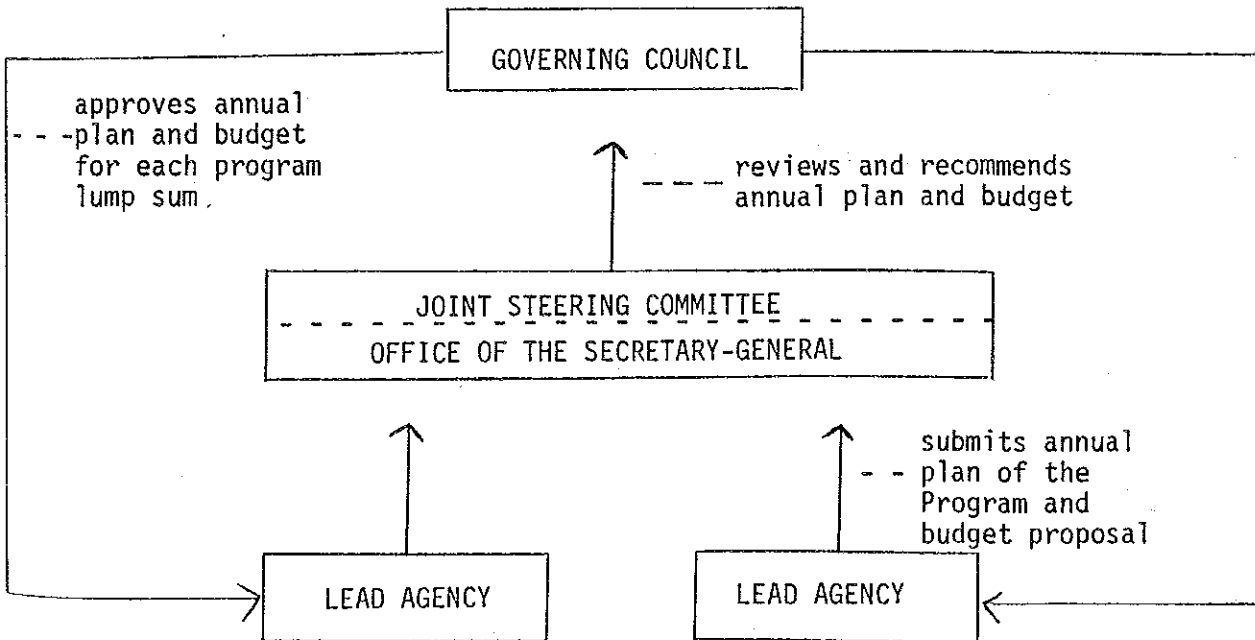 GOVERNING COUNCIL
approves annual
plan and budget
for each program
lump sum.
reviews and recommends
annual plan and budget
JOINT STEERING COMMITTEE
OFFICE OF THE SECRETARY-GENERAL
submits annual
plan of the
Program and
budget proposal
LEAD AGENCY
LEAD AGENCY